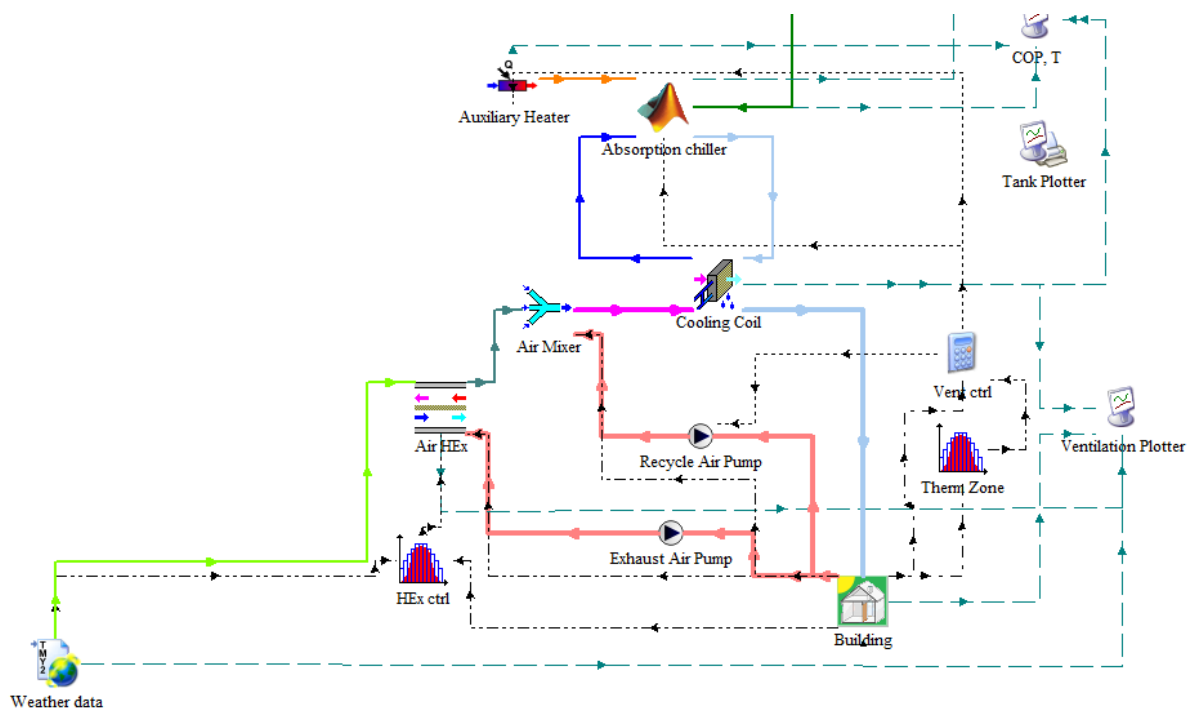 COP, T
Q
Auxiliary Heater
Absorption chiller
Tank Plotter
Cooling Coil
Air Mixer
Vent ctrl
Air HEx
Ventilation Plotter
Recycle Air Pump
Therm Zone
Exhaust Air Pump
HEx ctrl
Building
TMY2
Weather data